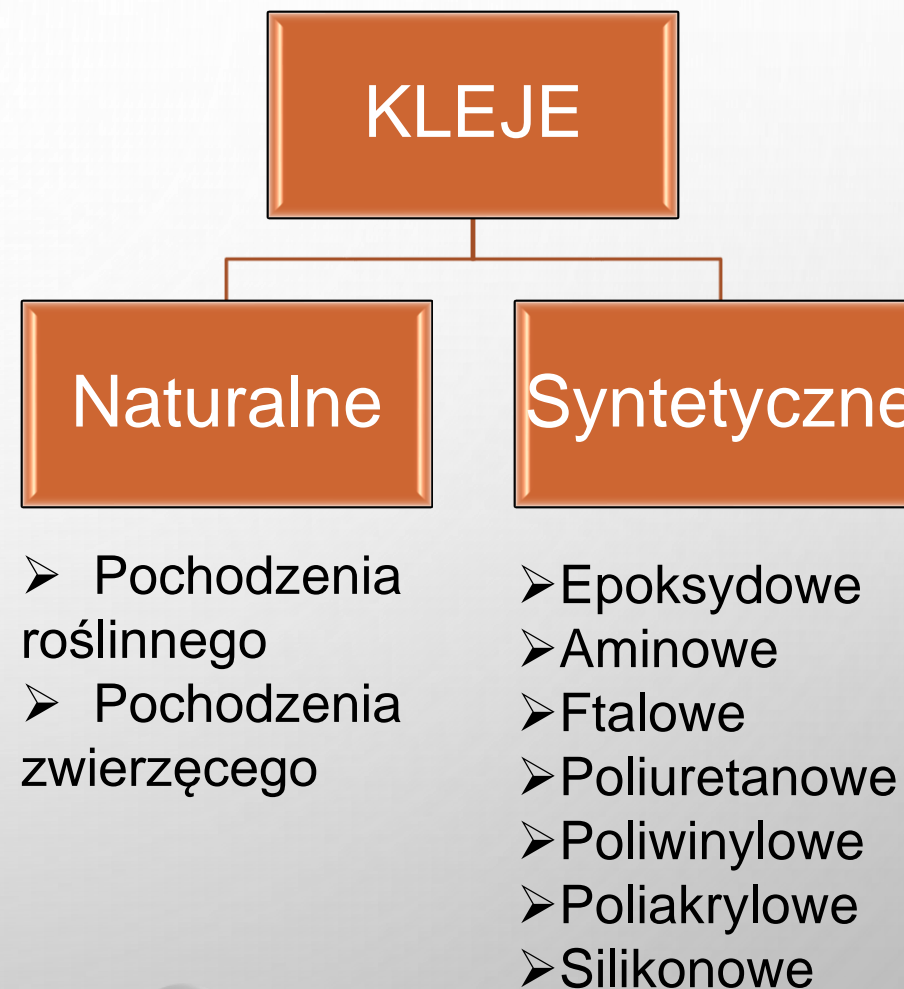 KLEJE
Naturalne
Syntetyczne
➢ Pochodzenia
roślinnego
➢ Pochodzenia
zwierzęcego
➢Epoksydowe
➢Aminowe
➢Ftalowe
➢Poliuretanowe
➢Poliwinylowe
➢Poliakrylowe
➢Silikonowe